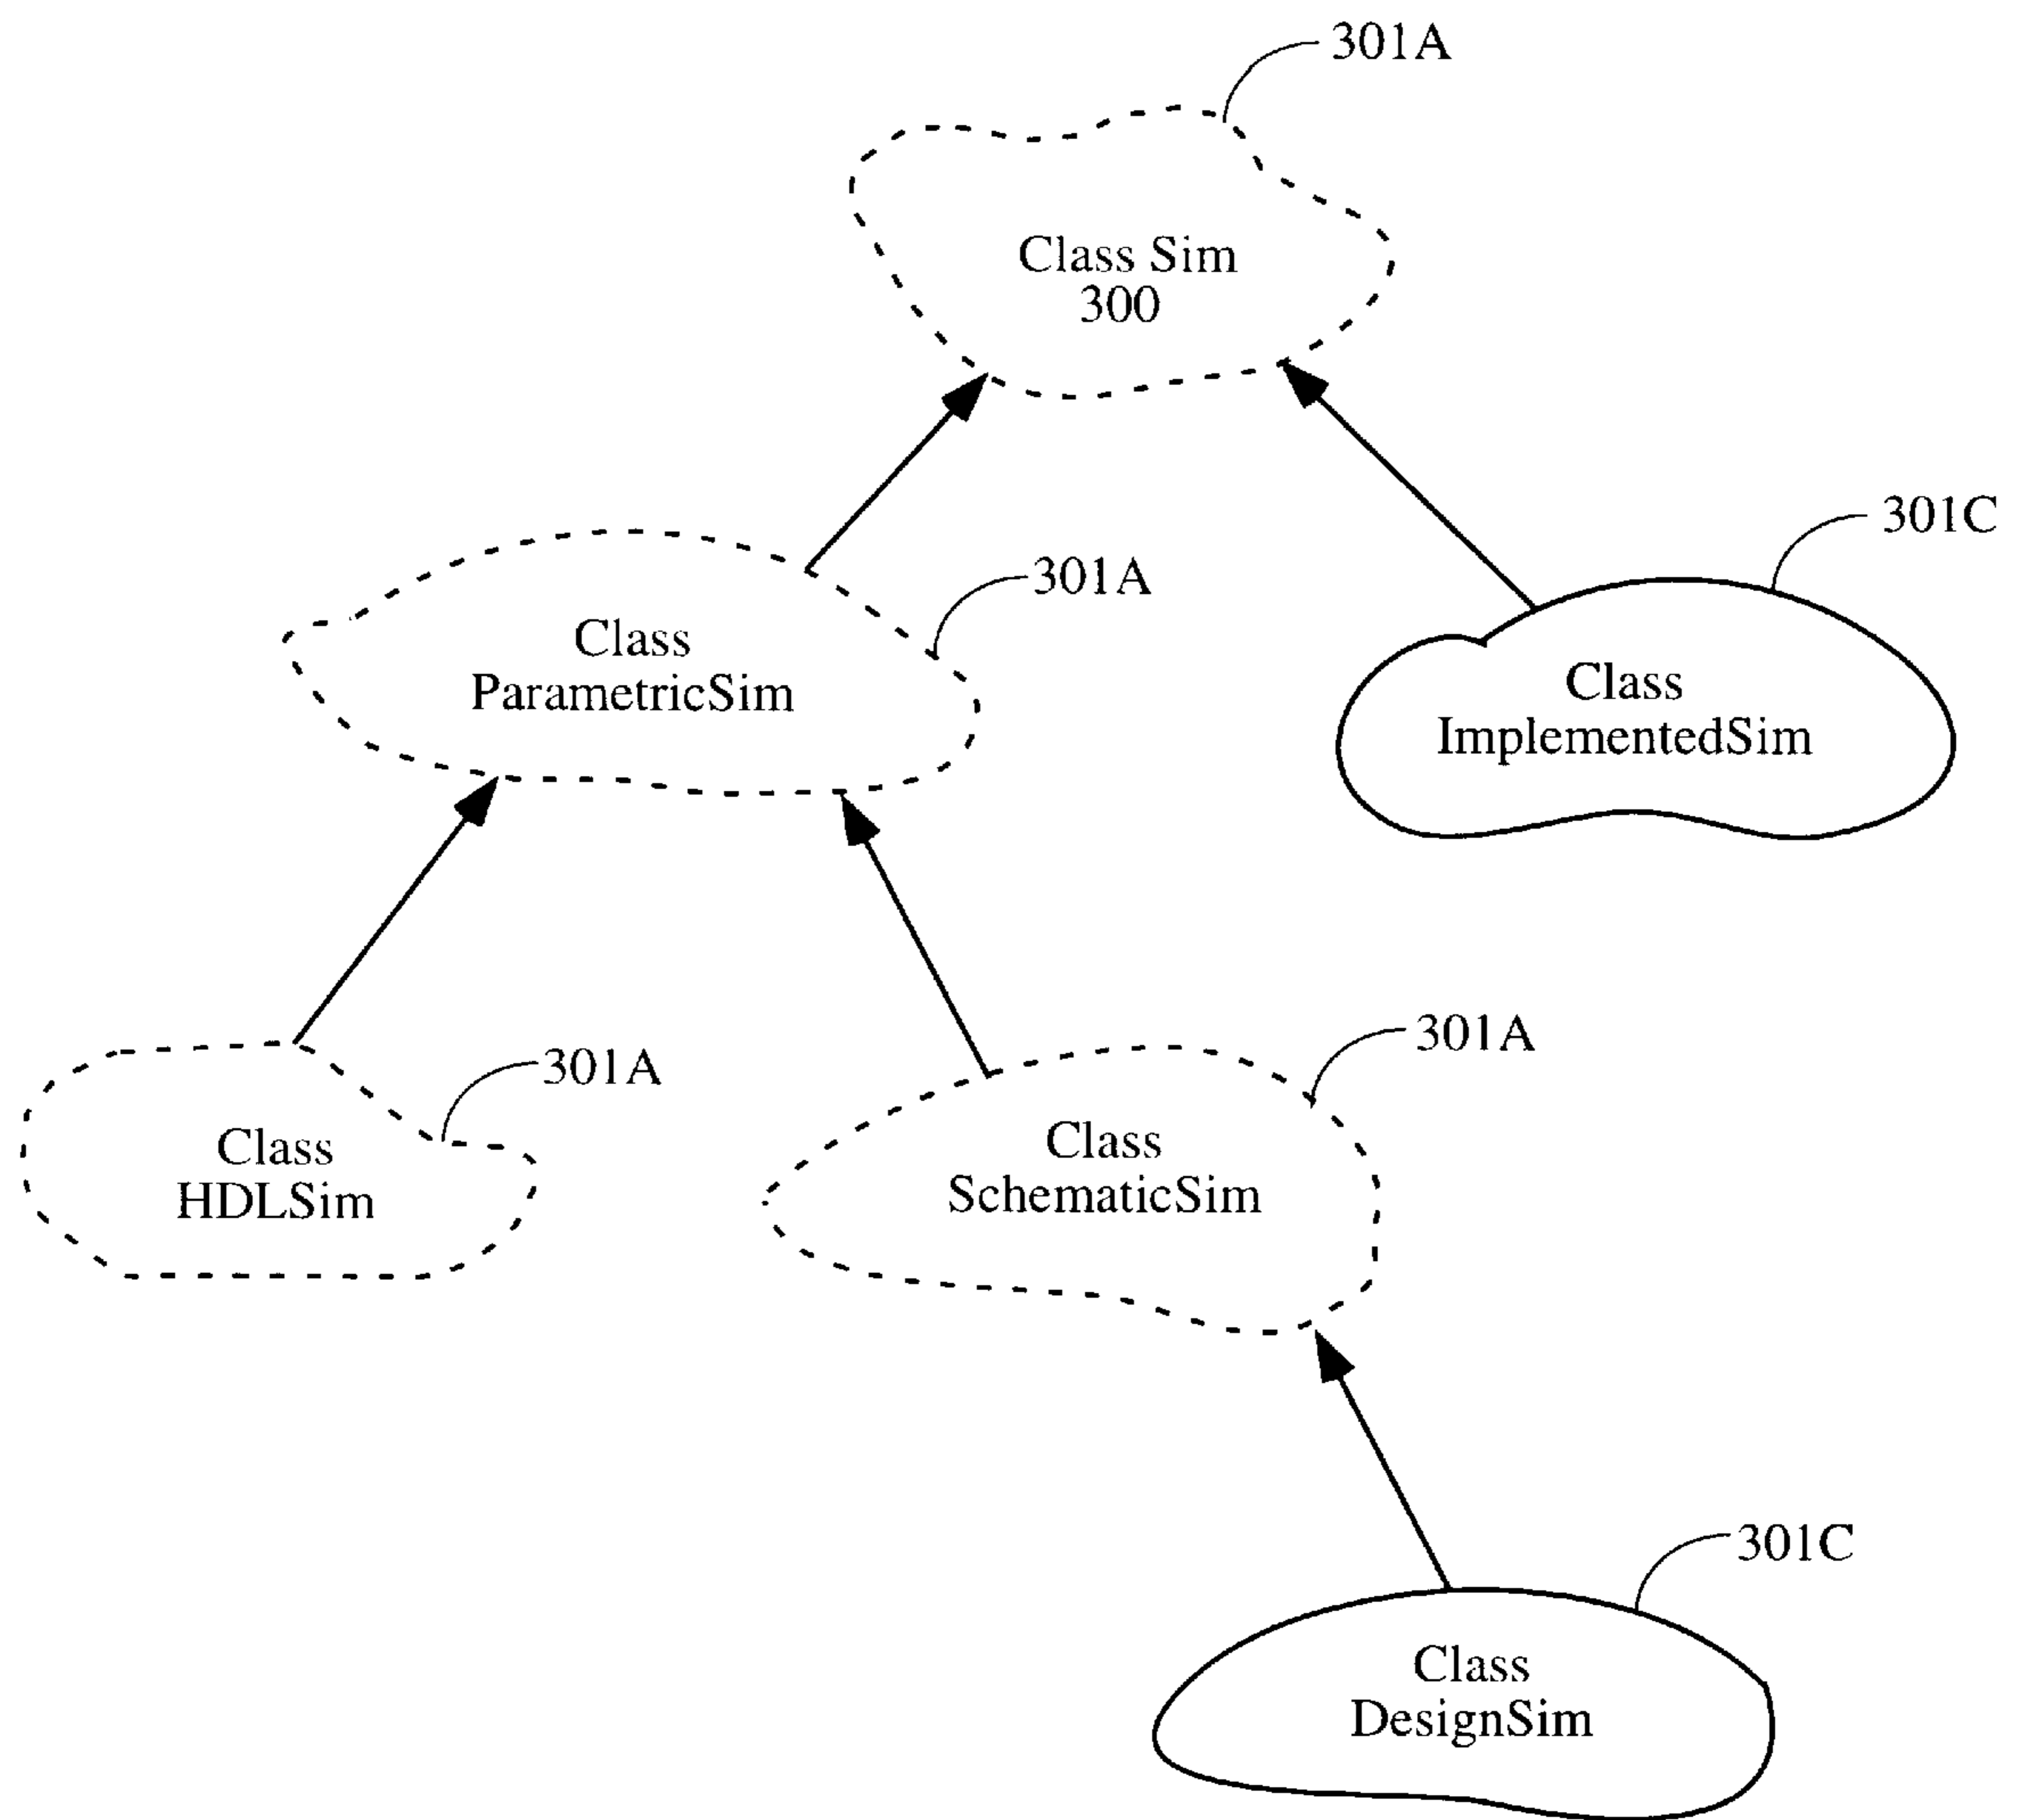 301A
Class Sim
300
301C
301A
Class
ParametricSim
Class
ImplementedSim
301A
301A
Class
HDLSim
Class
SchematicSim
301C
Class
DesignSim